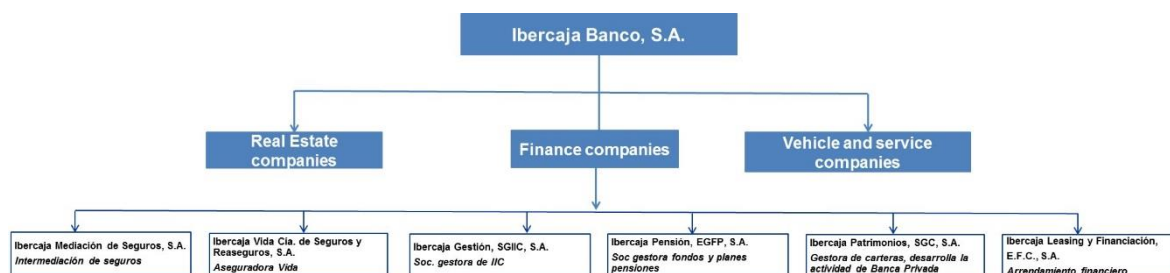 Ibercaja Banco, S.A.
Real Estate
companies
Finance companies
Vehicle and service
companies
Ibercaja Mediación de Seguros, S.A.
Intermediación de seguros
Ibercaja Vida Cia. de Seguros y
Reaseguros, S.A.
Aseguradora Vida
Ibercaja Gestión, SGIIC, S.A.
Soc. gestora de IIC
Ibercaja Pensión, EGFP, S.A.
Soc gestora fondos y planes
pensiones
Ibercaja Patrimonios, SGC, S.A.
Gestora de carteras, desarrolla la
actividad de Banca Privada
Ibercaja Leasing y Financiación,
E.F.C., S.A.
Arrendamiento financiero